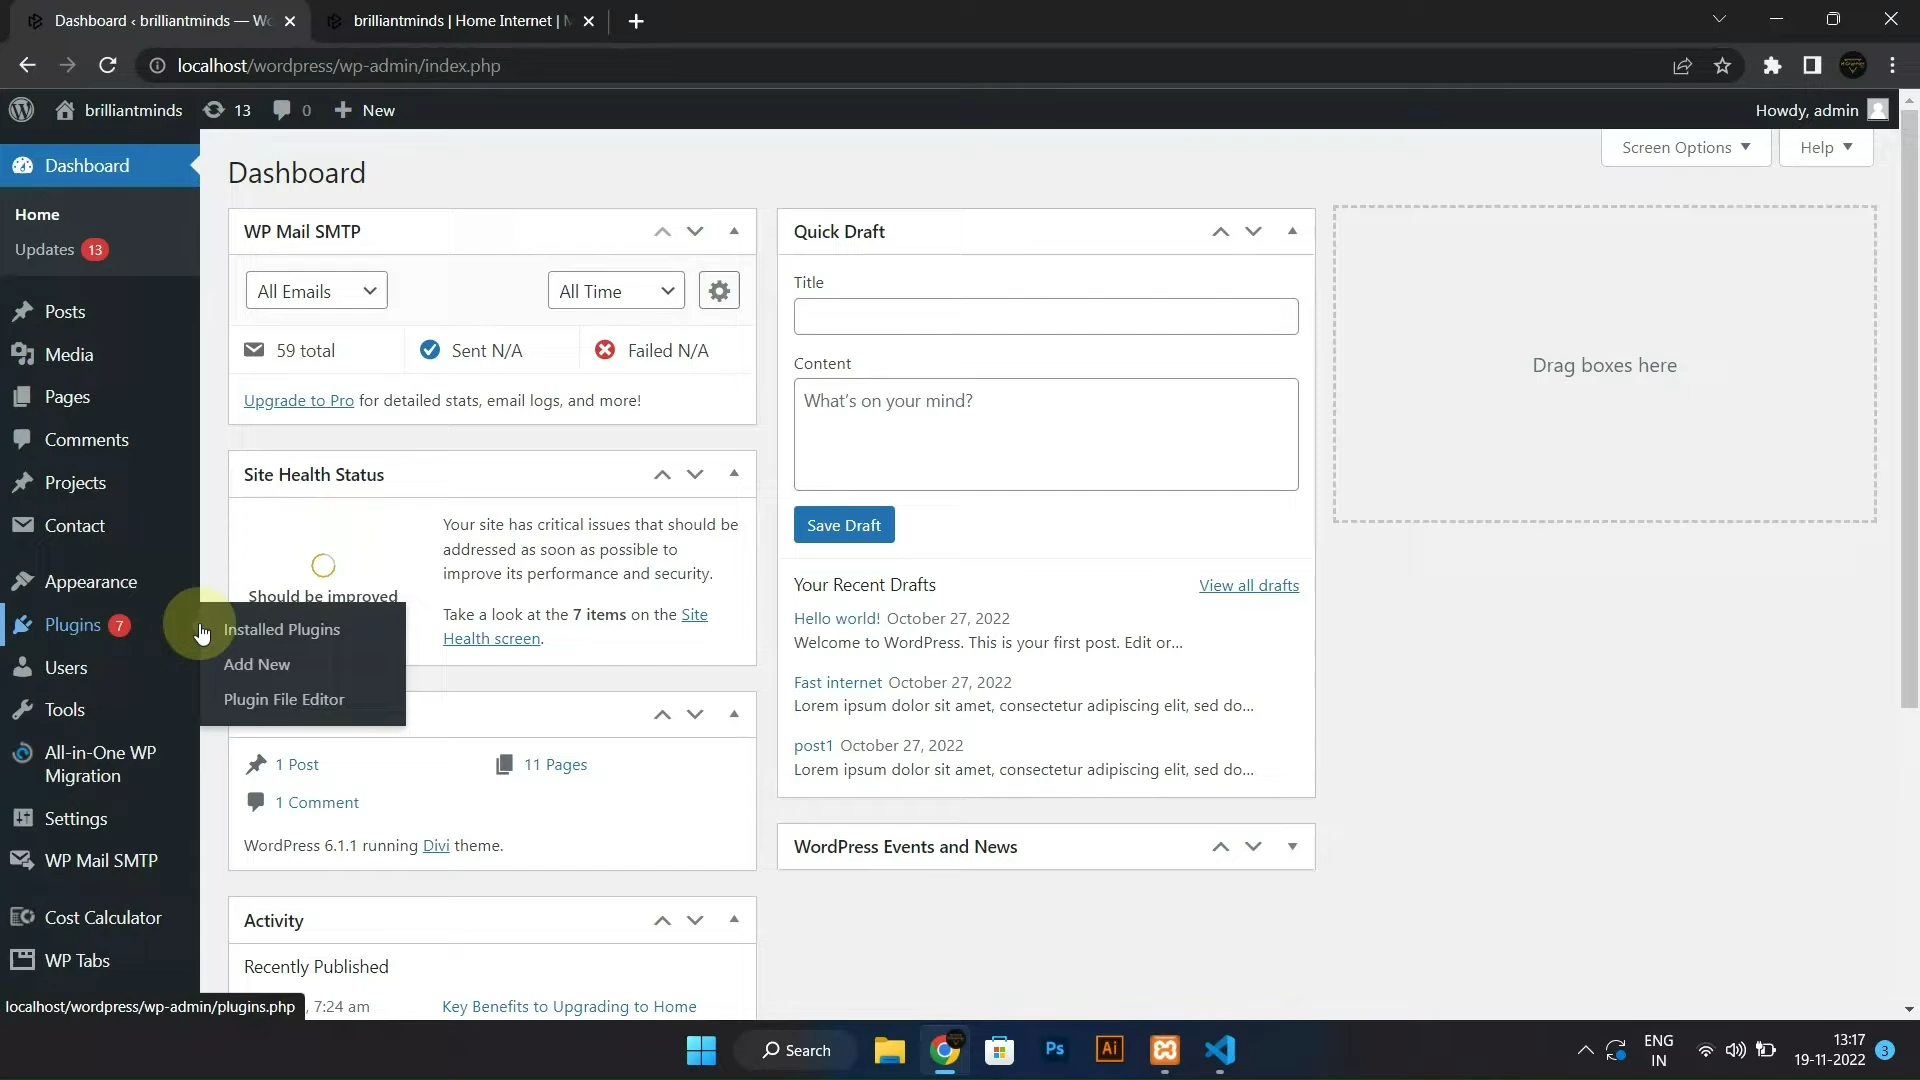 Dashboard ‹ brilliantminds — Wo
brilliantminds | Home Internet | M
localhost/wordpress/wp-admin/index.php
brilliantminds
13
0
New
Howdy, admin
Dashboard
Home
Updates 13
Posts
Media
Pages
Comments
Projects
Contact
Appearance
Plugins 7
Users
Tools
All-in-One WP
Migration
Settings
WP Mail SMTP
Cost Calculator
WP Tabs
Installed Plugins
Add New
Plugin File Editor
Screen Options
Help
Dashboard
WP Mail SMTP
All Emails
All Time
59 total
Sent N/A
Failed N/A
Upgrade to Pro for detailed stats, email logs, and more!
Site Health Status
Should be improved
Your site has critical issues that should be
addressed as soon as possible to
improve its performance and security.
Take a look at the 7 items on the Site
Health screen.
1 Post
11 Pages
1 Comment
WordPress 6.1.1 running Divi theme.
Activity
Recently Published
, 7:24 am
Key Benefits to Upgrading to Home
Quick Draft
Title
Content
What's on your mind?
Save Draft
Your Recent Drafts
View all drafts
Hello world! October 27, 2022
Welcome to WordPress. This is your first post. Edit or...
Fast internet October 27, 2022
Lorem ipsum dolor sit amet, consectetur adipiscing elit, sed do...
post1 October 27, 2022
Lorem ipsum dolor sit amet, consectetur adipiscing elit, sed do...
WordPress Events and News
Drag boxes here
localhost/wordpress/wp-admin/plugins.php
Search
Ps
Ai
ENG
IN
13:17
19-11-2022
3